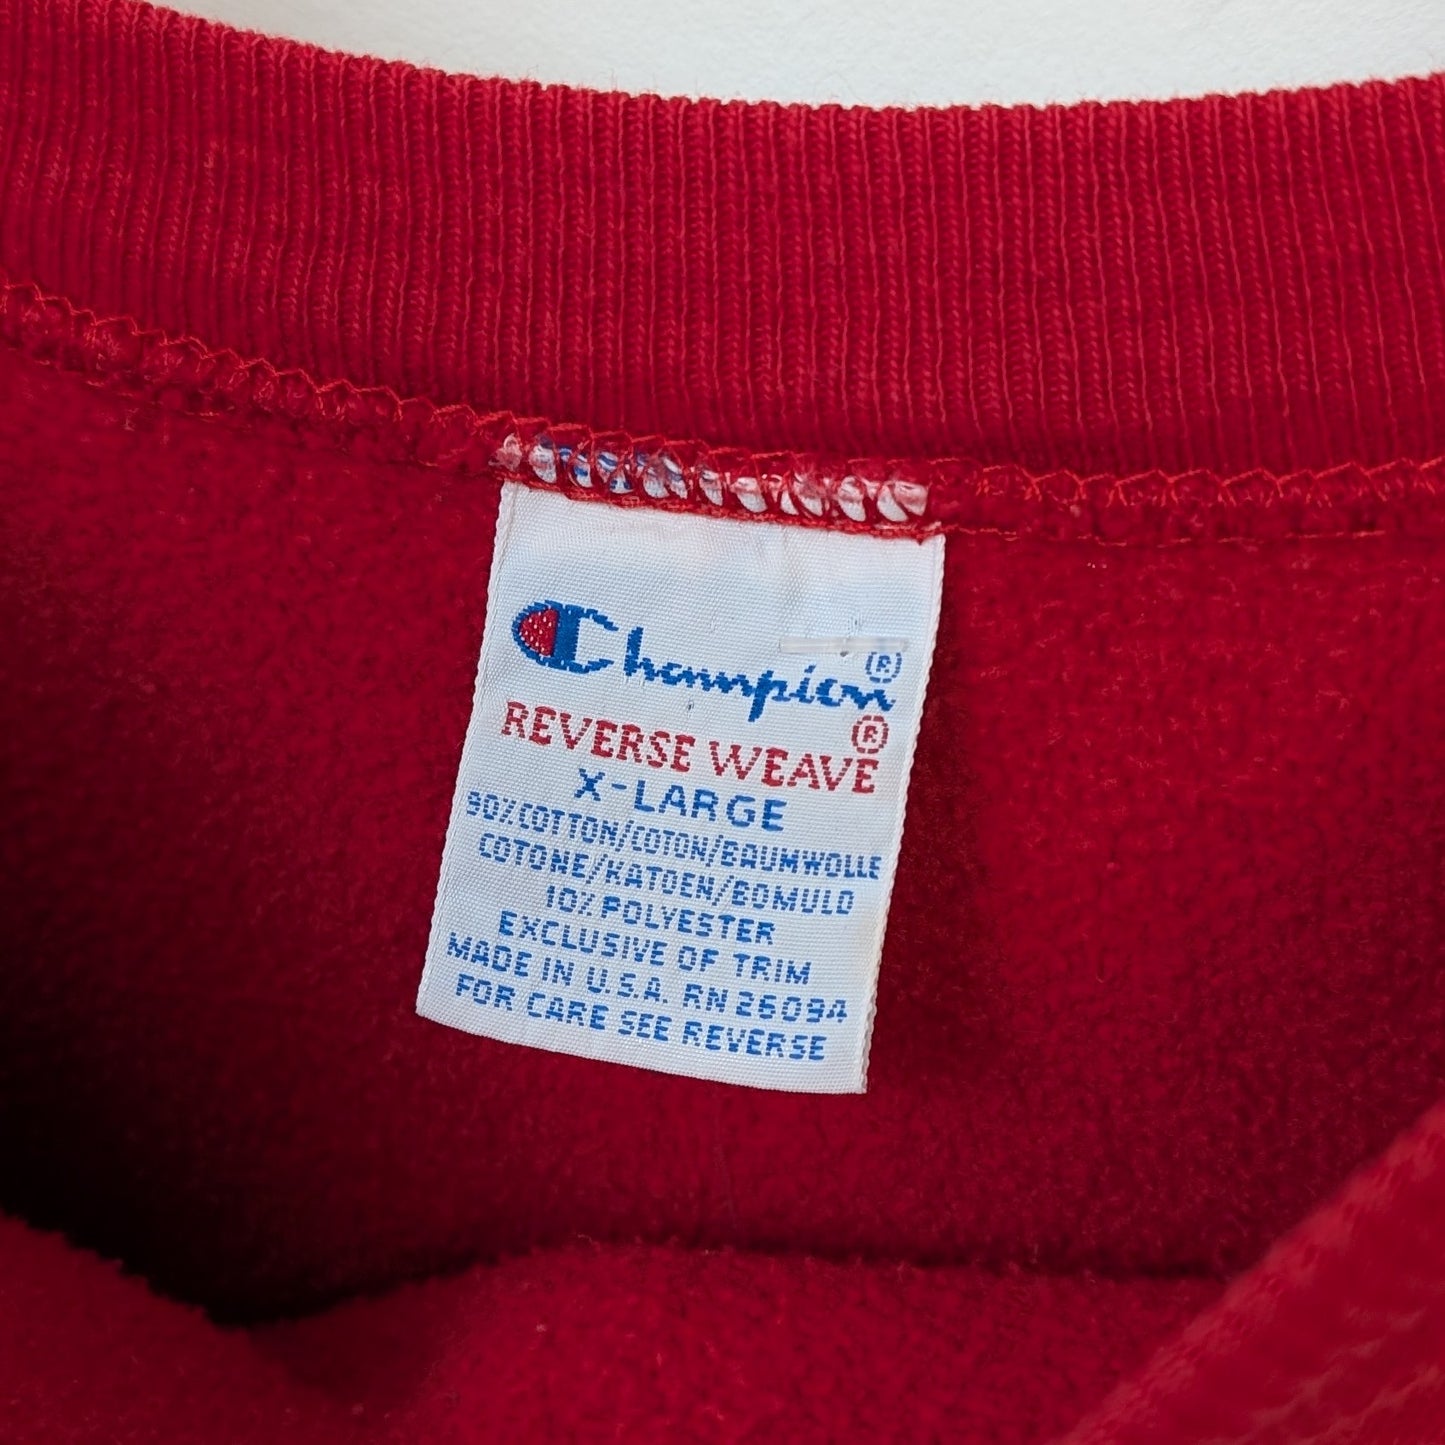 Champion®
REVERSE WEAVE®
X-LARGE
90% COTTON/COTON/BAUMWOLLE
COTONE/KATOEN/BOMULD
10% POLYESTER
EXCLUSIVE OF TRIM
MADE IN U.S.A. RN 26094
FOR CARE SEE REVERSE